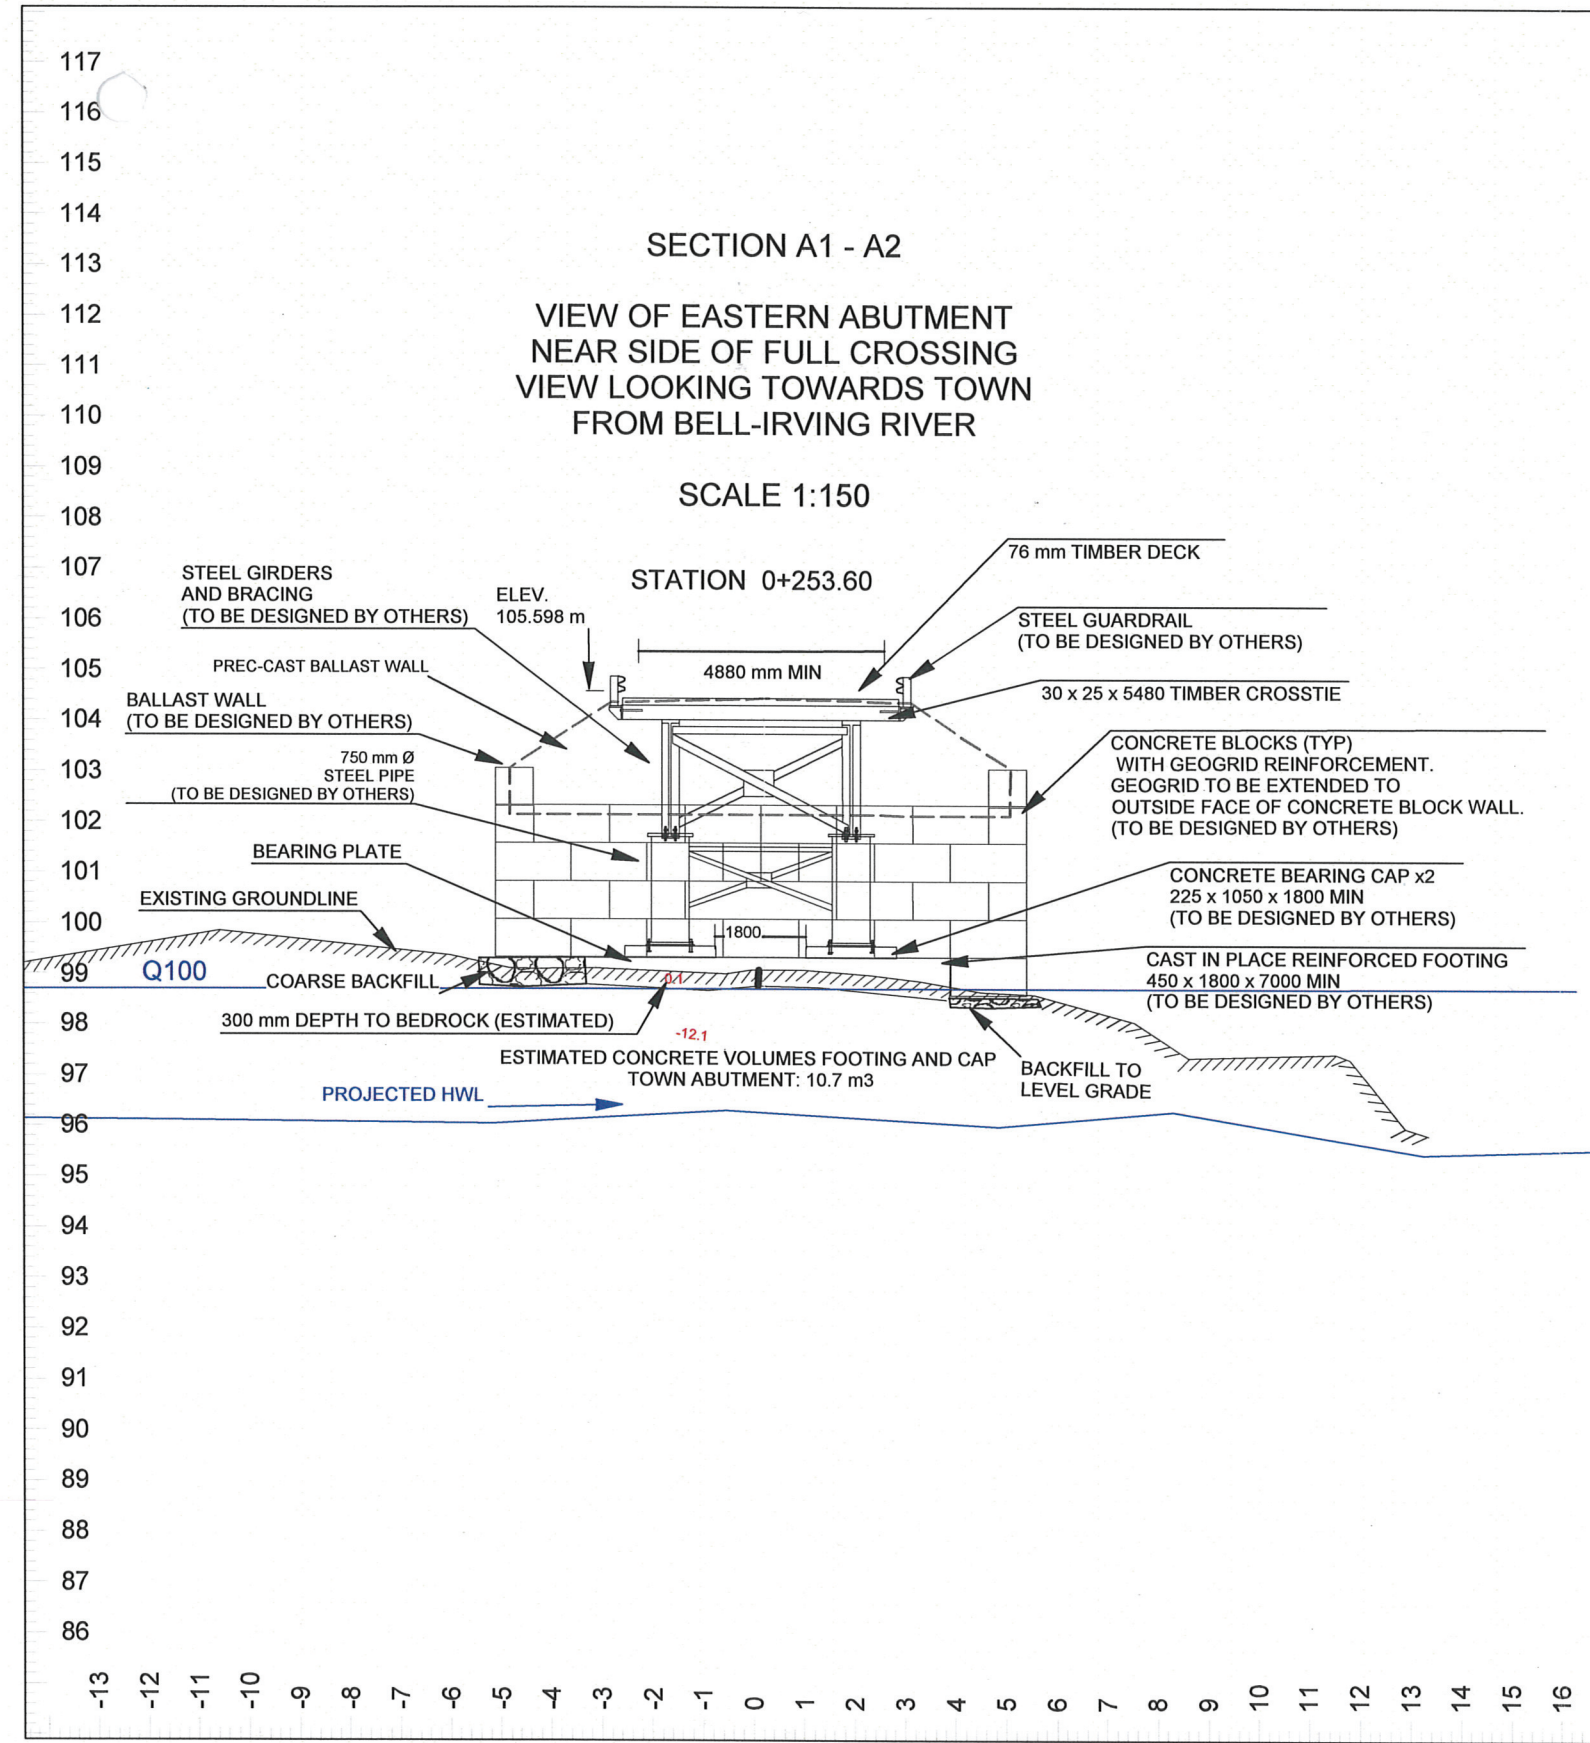 117
116
115
114
113
112
111
110
109
108
107
106
105
104
103
102
101
100
99
98
97
96
95
94
93
92
91
90
89
88
87
86
SECTION A1 - A2
VIEW OF EASTERN ABUTMENT
NEAR SIDE OF FULL CROSSING
VIEW LOOKING TOWARDS TOWN
FROM BELL-IRVING RIVER
SCALE 1:150
STATION 0+253.60
76 mm TIMBER DECK
STEEL GIRDERS
AND BRACING
(TO BE DESIGNED BY OTHERS)
ELEV.
105.598 m
STEEL GUARDRAIL
(TO BE DESIGNED BY OTHERS)
PREC-CAST BALLAST WALL
4880 mm MIN
30 x 25 x 5480 TIMBER CROSSTIE
BALLAST WALL
(TO BE DESIGNED BY OTHERS)
750 mm Ø
STEEL PIPE
(TO BE DESIGNED BY OTHERS)
CONCRETE BLOCKS (TYP)
WITH GEOGRID REINFORCEMENT.
GEOGRID TO BE EXTENDED TO
OUTSIDE FACE OF CONCRETE BLOCK WALL.
(TO BE DESIGNED BY OTHERS)
BEARING PLATE
CONCRETE BEARING CAP x2
225 x 1050 x 1800 MIN
(TO BE DESIGNED BY OTHERS)
EXISTING GROUNDLINE
1800
CAST IN PLACE REINFORCED FOOTING
450 x 1800 x 7000 MIN
(TO BE DESIGNED BY OTHERS)
Q100
COARSE BACKFILL
0.1
300 mm DEPTH TO BEDROCK (ESTIMATED)
-12.1
ESTIMATED CONCRETE VOLUMES FOOTING AND CAP
TOWN ABUTMENT: 10.7 m3
BACKFILL TO
LEVEL GRADE
PROJECTED HWL
-13
-12
-11
-10
-9
-8
-7
-6
-5
-4
-3
-2
-1
0
1
2
3
4
5
6
7
8
9
10
11
12
13
14
15
16